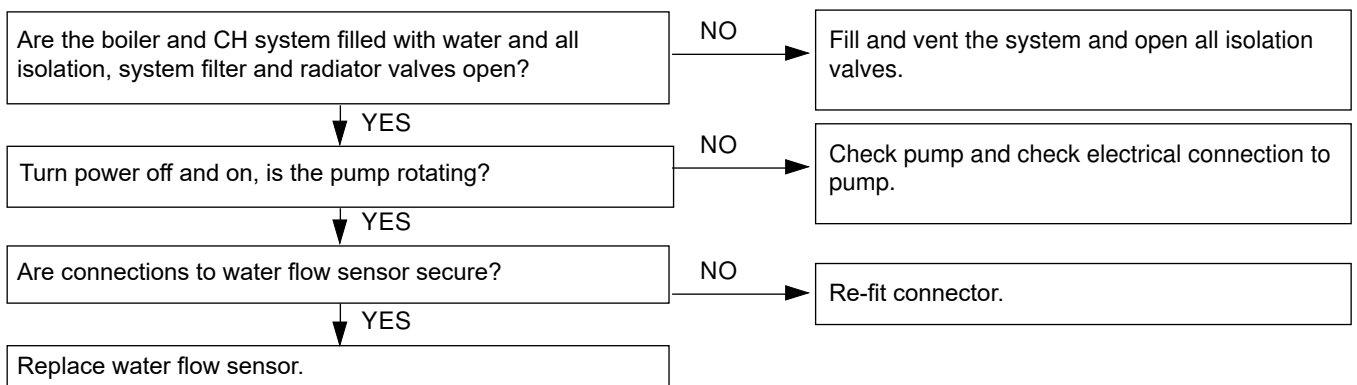 Are the boiler and CH system filled with water and all
isolation, system filter and radiator valves open?
NO
Fill and vent the system and open all isolation
valves.
YES
Turn power off and on, is the pump rotating?
NO
Check pump and check electrical connection to
pump.
YES
Are connections to water flow sensor secure?
NO
Re-fit connector.
YES
Replace water flow sensor.